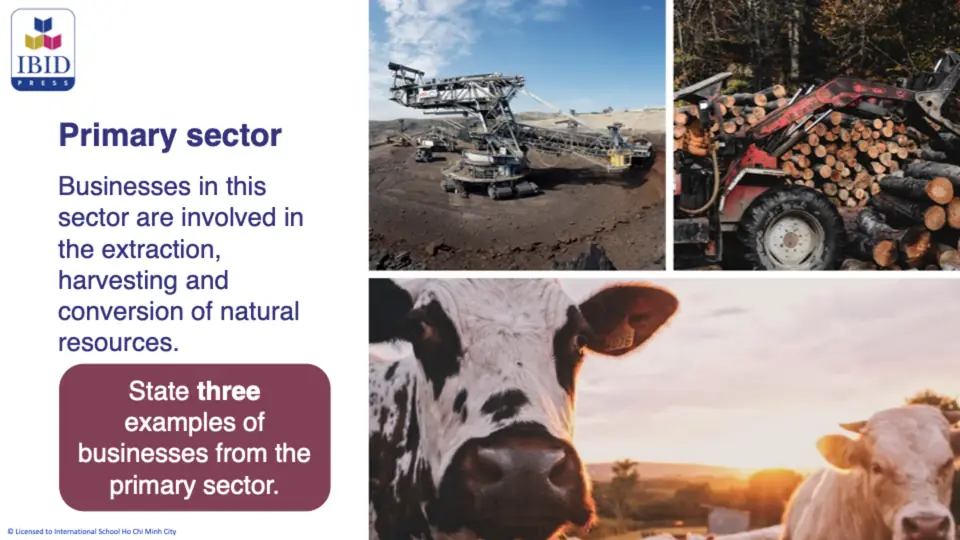 IBID
PRESS
Primary sector
Businesses in this
sector are involved in
the extraction,
harvesting and
conversion of natural
resources.
State three
examples of
businesses from the
primary sector.
© Licensed to International School Ho Chi Minh City